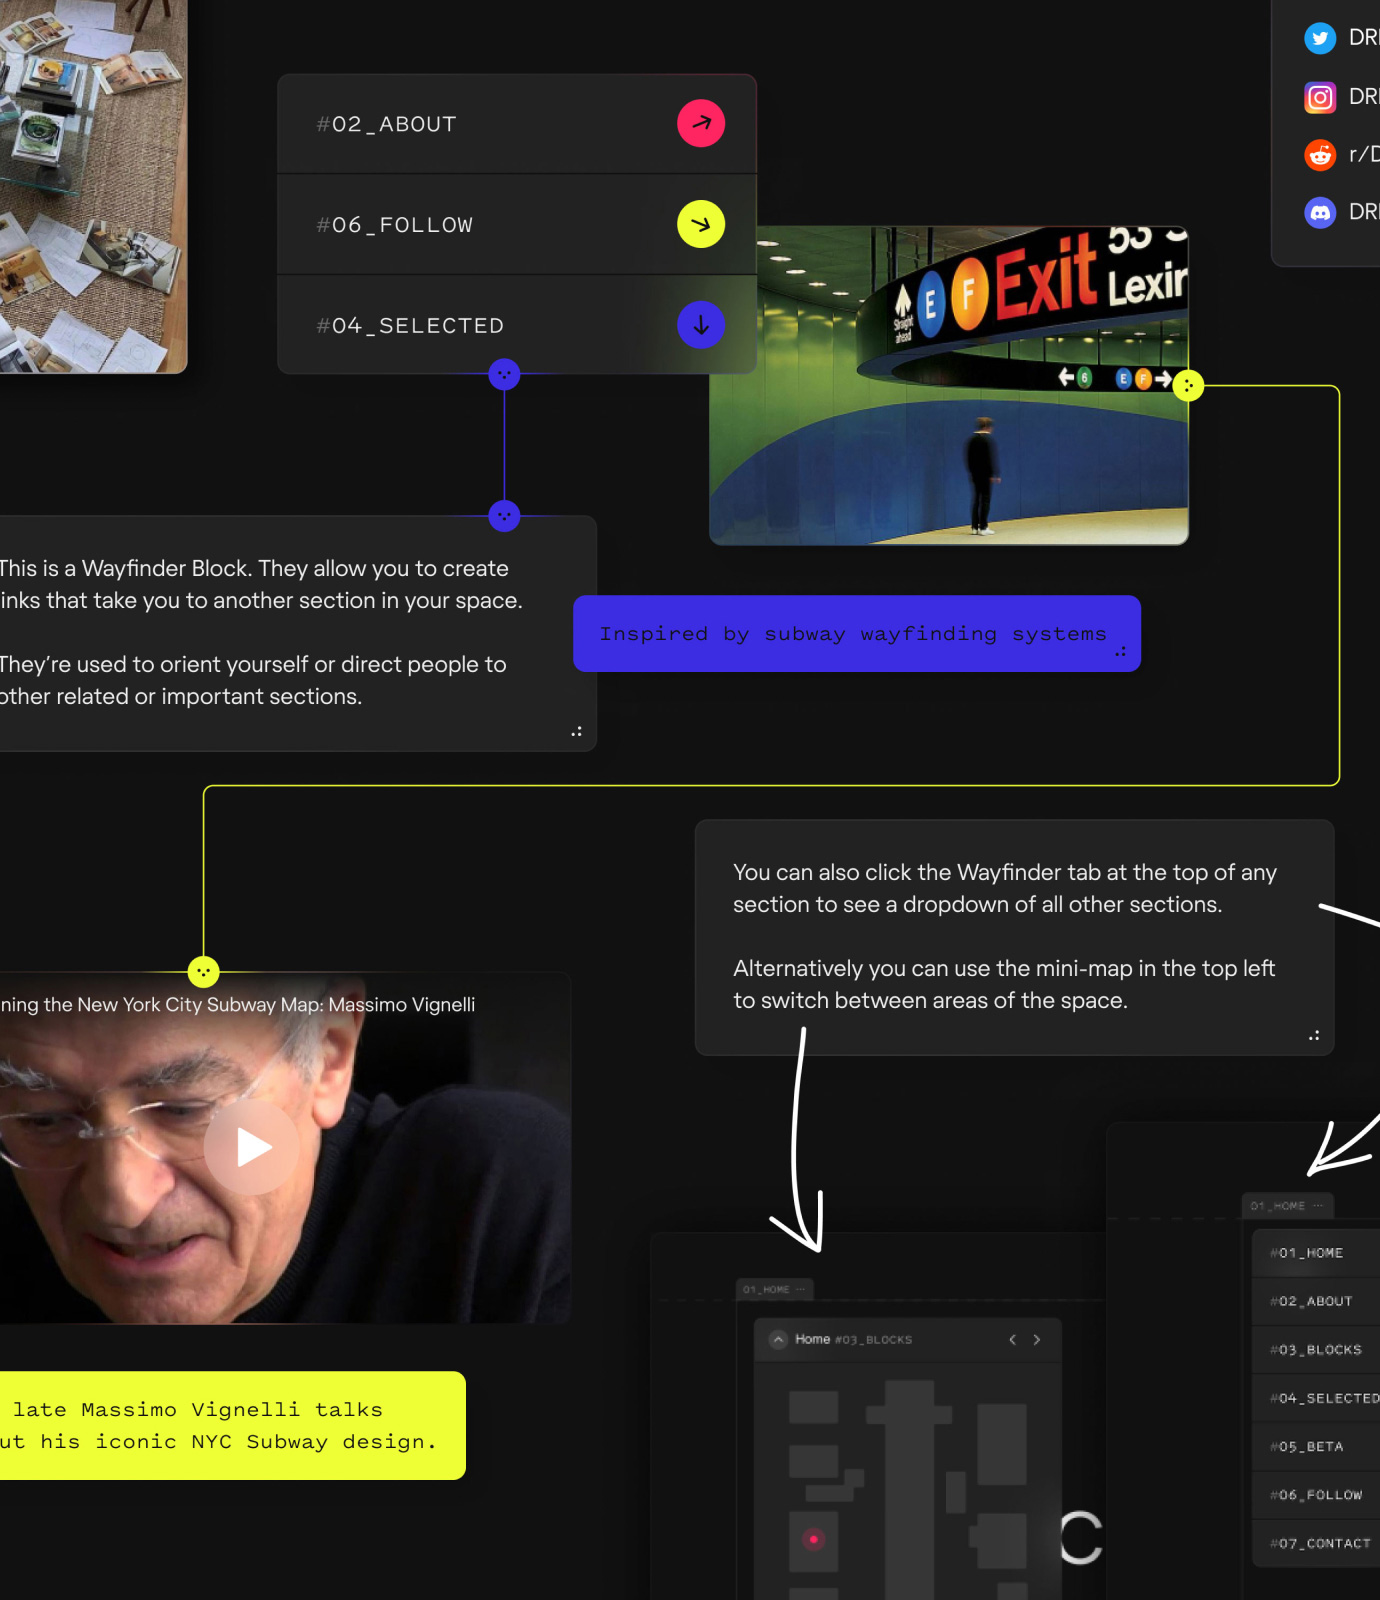 #02_ABOUT
#06_FOLLOW
#04_SELECTED
r/
53
Exit
Straight
ahead
E
F
6
E
F
This is a Wayfinder Block. They allow you to create
inks that take you to another section in your space.
They’re used to orient yourself or direct people to
other related or important sections.
Inspired by subway wayfinding systems
You can also click the Wayfinder tab at the top of any
section to see a dropdown of all other sections.
Alternatively you can use the mini-map in the top left
to switch between areas of the space.
ning the New York City Subway Map: Massimo Vignelli
late Massimo Vignelli talks
ut his iconic NYC Subway design.
01_HOME ···
Home #03_BLOCKS
C
01_HOME ···
#01_HOME
#02_ABOUT
#03_BLOCKS
#04_SELECTED
#05_BETA
#06_FOLLOW
#07_CONTACT